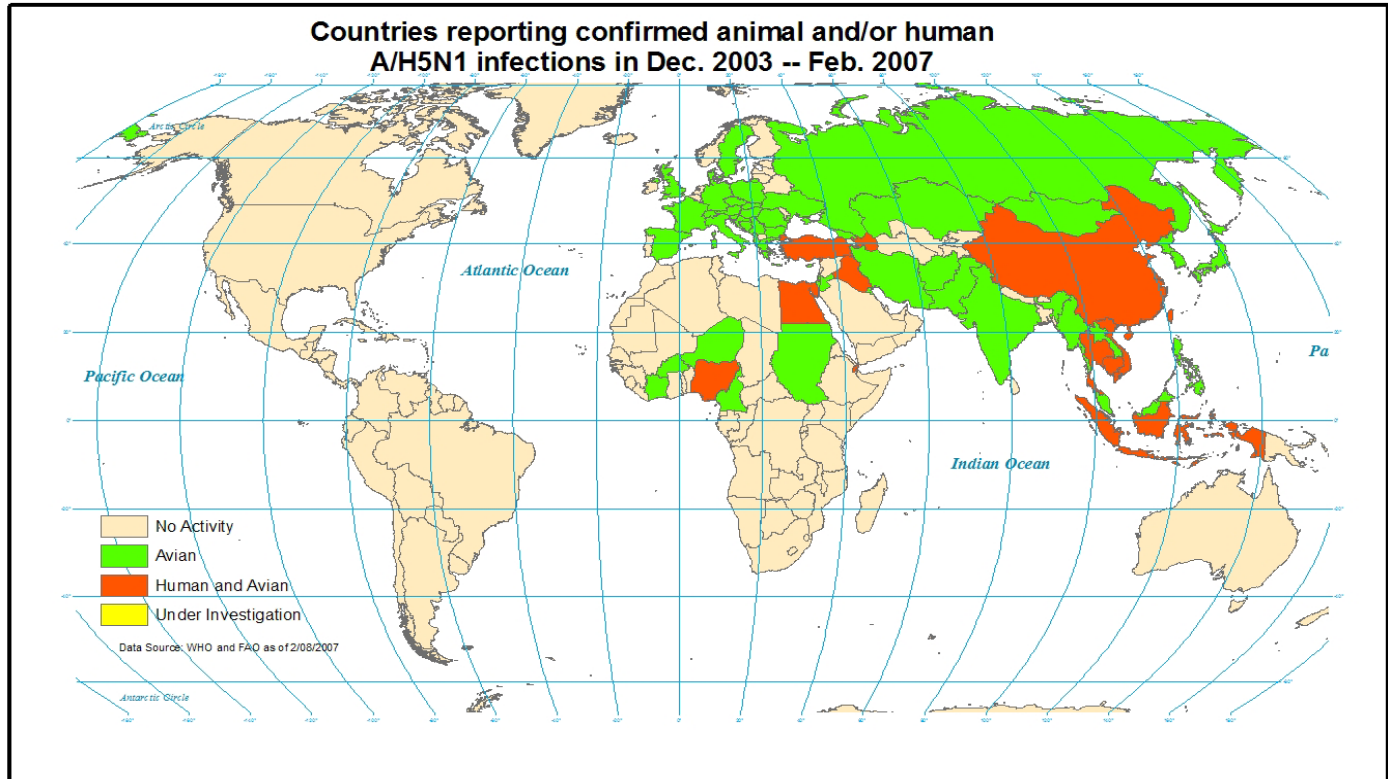 Countries reporting confirmed animal and/or human
A/H5N1 infections in Dec. 2003 -- Feb. 2007
Arctic Circle
Atlantic Ocean
Pacific Ocean
Pa
Indian Ocean
No Activity
Avian
Human and Avian
Under Investigation
Data Source: WHO and FAO as of 2/08/2007
Antarctic Circle